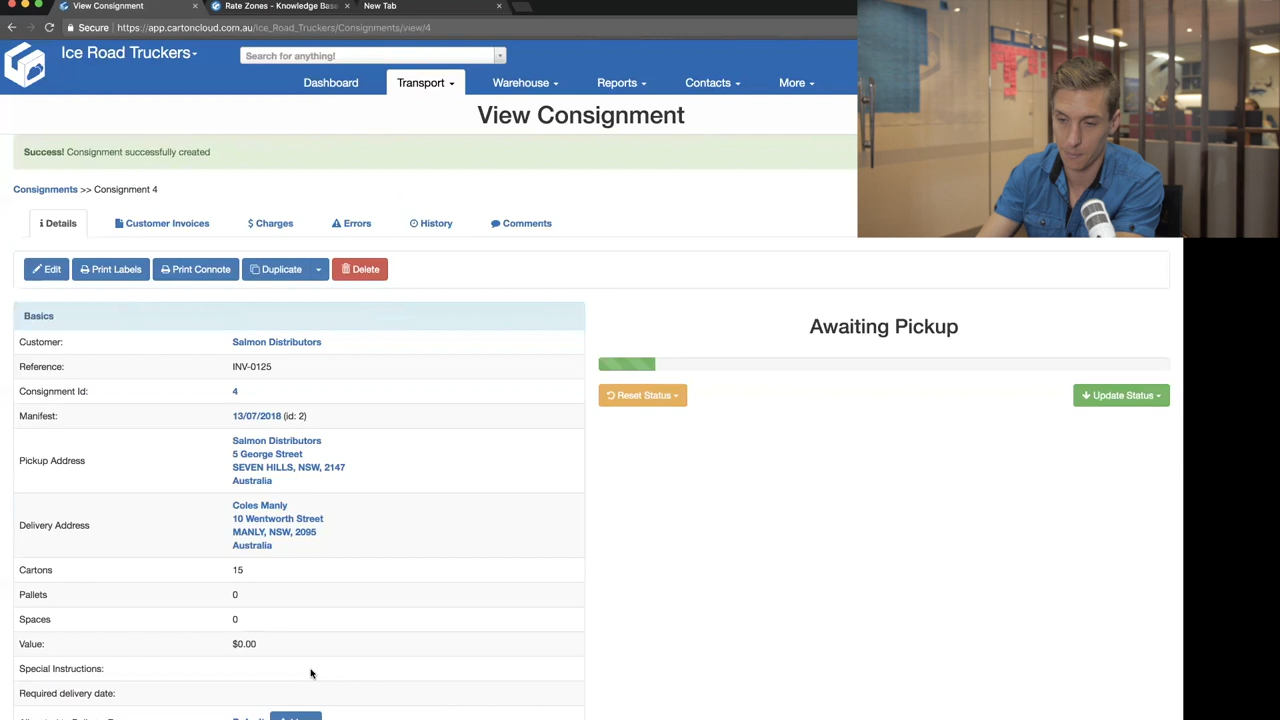 View Consignment
Rate Zones - Knowledge Base
New Tab
Secure
https://app.cartoncloud.com.au/Ice_Road_Truckers/Consignments/view/4
Ice Road Truckers
Search for anything!
Dashboard Transport Warehouse Reports Contacts More
View Consignment
Success! Consignment successfully created
Consignments >> Consignment 4
Details Customer Invoices $ Charges Errors History Comments
Edit Print Labels Print Connote Duplicate Delete
Basics
Customer: Salmon Distributors
Reference: INV-0125
Consignment Id: 4
Manifest: 13/07/2018 (id: 2)
Pickup Address
Salmon Distributors
5 George Street
SEVEN HILLS, NSW, 2147
Australia
Delivery Address
Coles Manly
10 Wentworth Street
MANLY, NSW, 2095
Australia
Cartons 15
Pallets 0
Spaces 0
Value: $0.00
Special Instructions:
Required delivery date:
Awaiting Pickup
Reset Status
Update Status